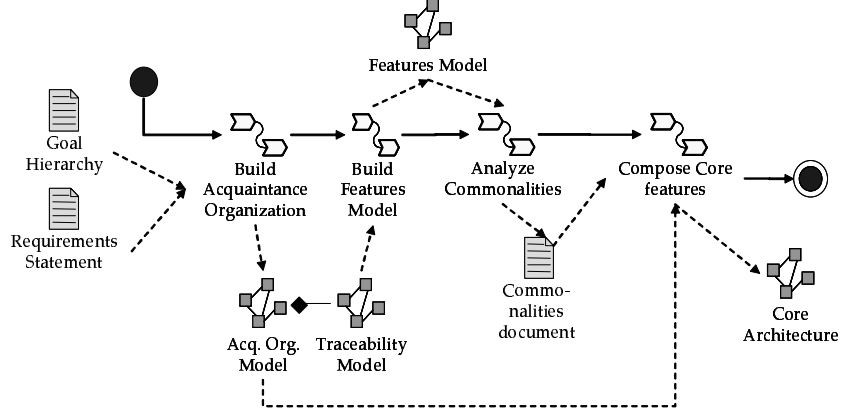 Features Model
Goal
Hierarchy
Requirements
Statement
Build
Acquaintance
Organization
Build
Features
Model
Analyze
Commonalities
Compose Core
features
Acq. Org.
Model
Traceability
Model
Commo-
nalities
document
Core
Architecture